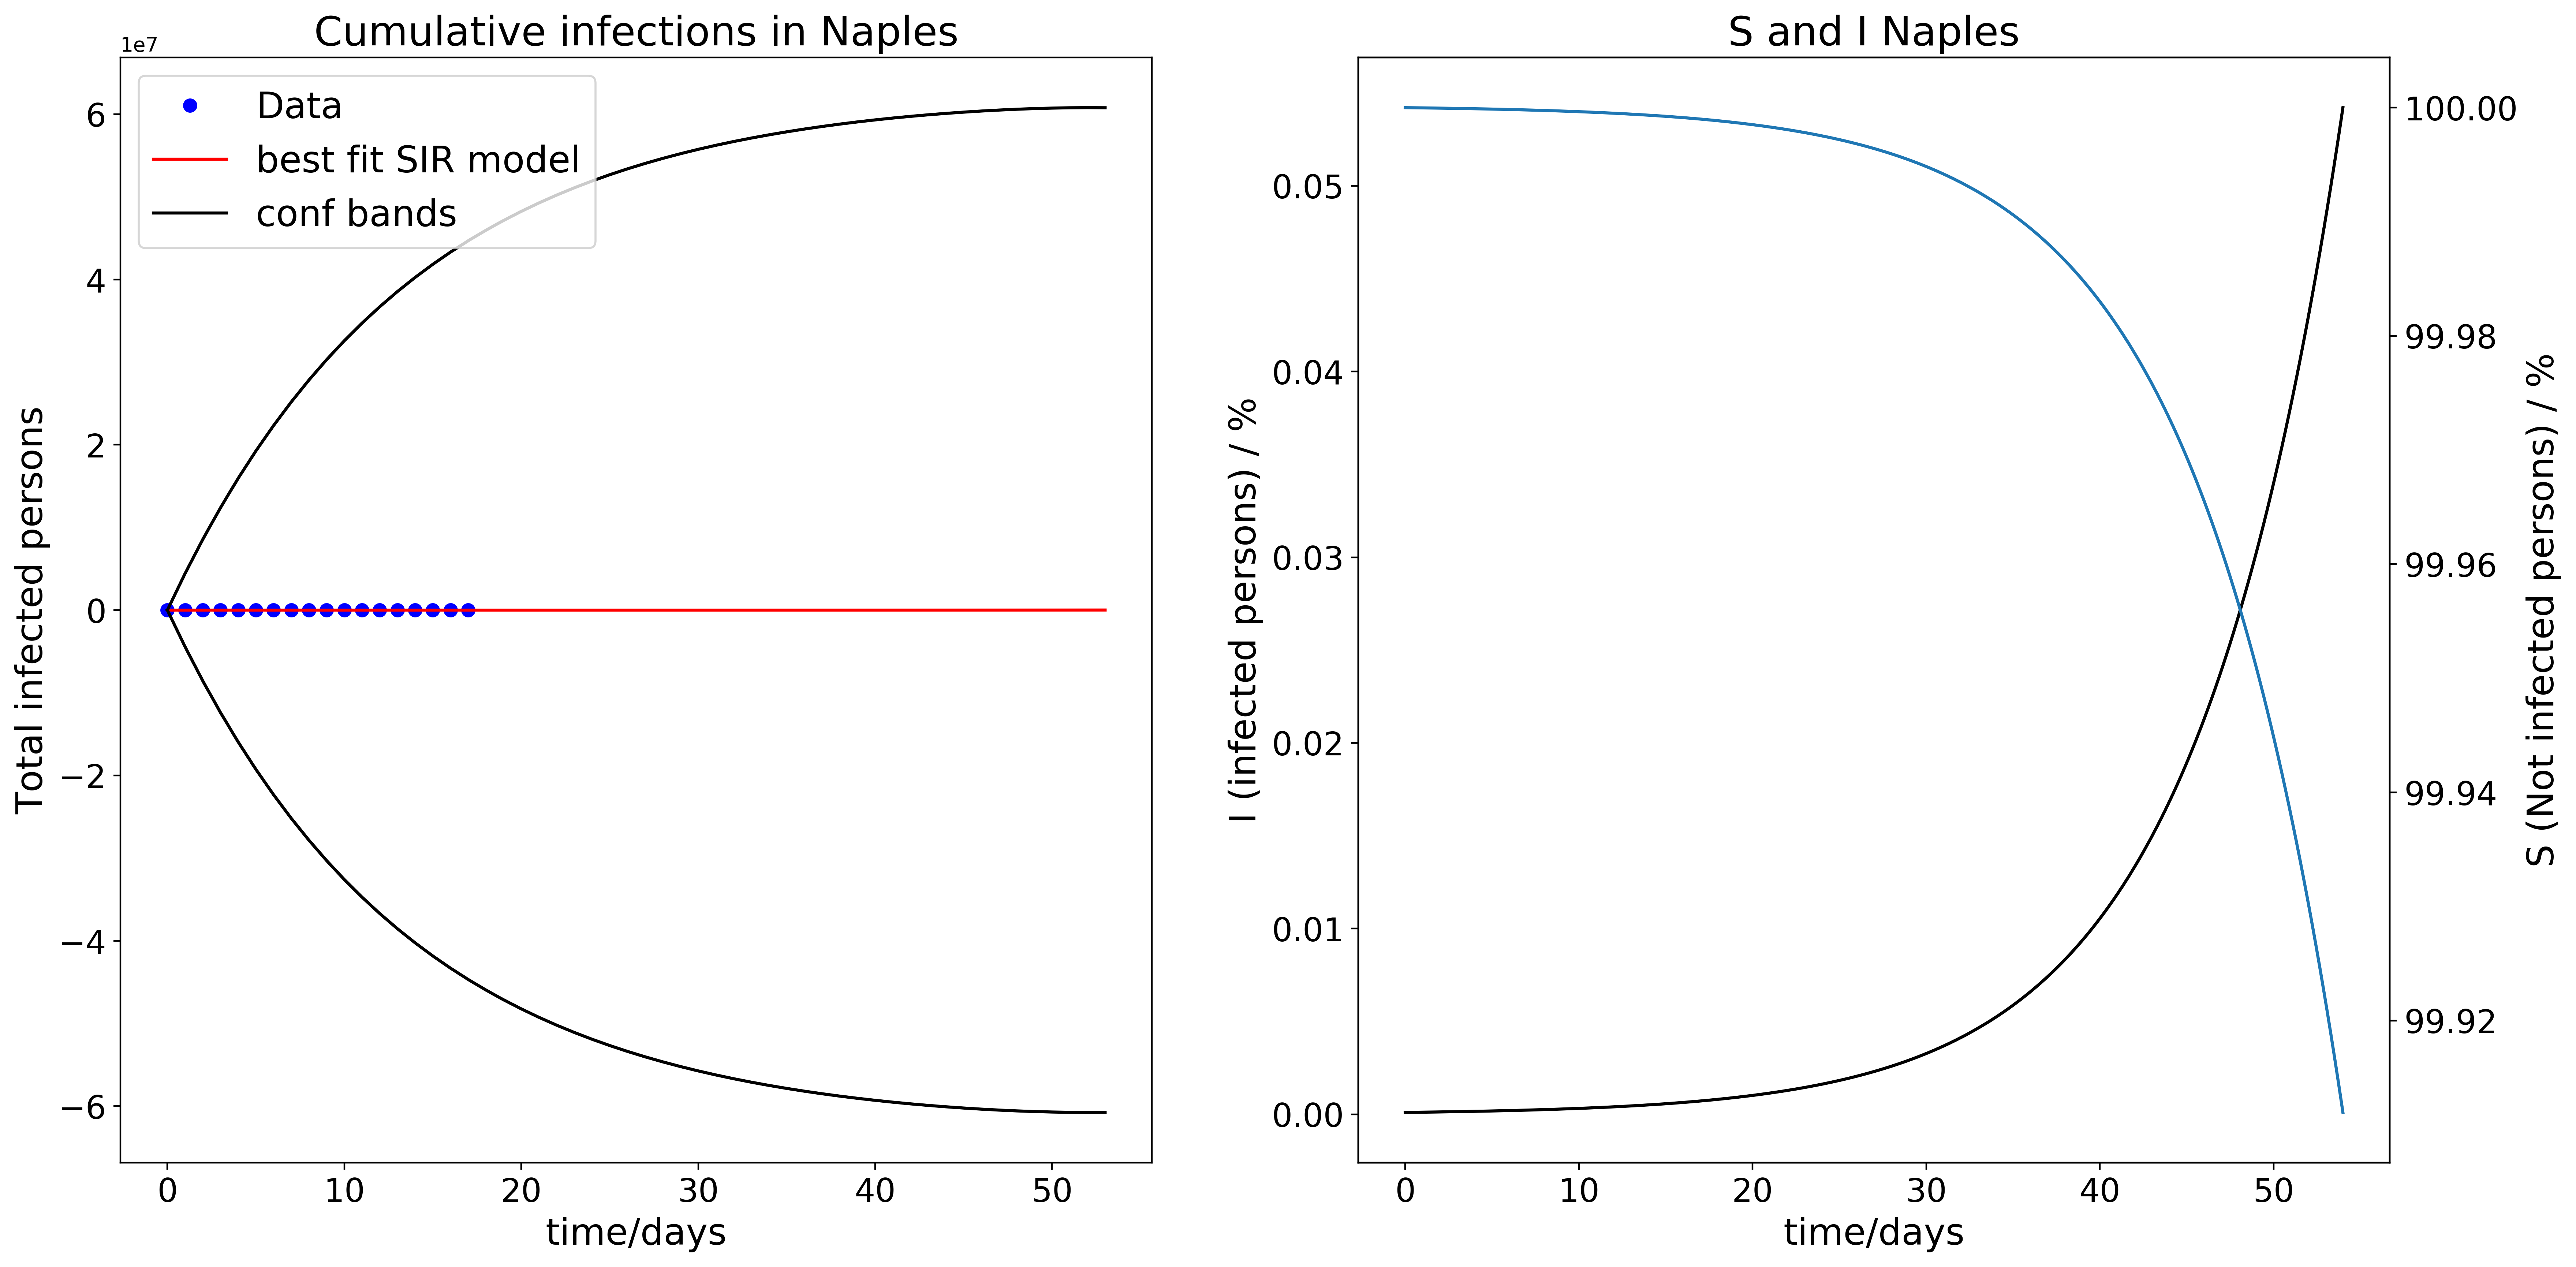 Cumulative infections in Naples
1e7
Data
best fit SIR model
conf bands
6
4
2
0
−2
−4
−6
Total infected persons
0 10 20 30 40 50
time/days
S and I Naples
0.05
0.04
0.03
0.02
0.01
0.00
I (infected persons) / %
100.00
99.98
99.96
99.94
99.92
S (Not infected persons) / %
0 10 20 30 40 50
time/days